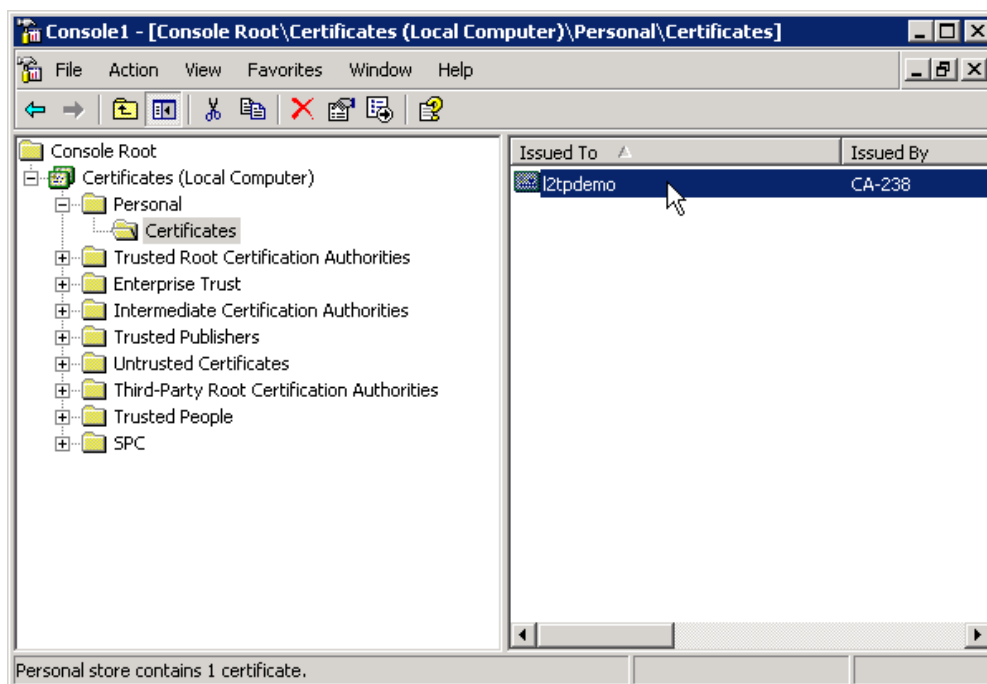 Console1 - [Console Root\Certificates (Local Computer)\Personal\Certificates]
File Action View Favorites Window Help
Console Root
Certificates (Local Computer)
Personal
Certificates
Trusted Root Certification Authorities
Enterprise Trust
Intermediate Certification Authorities
Trusted Publishers
Untrusted Certificates
Third-Party Root Certification Authorities
Trusted People
SPC
Issued To Issued By
l2tpdemo CA-238
Personal store contains 1 certificate.